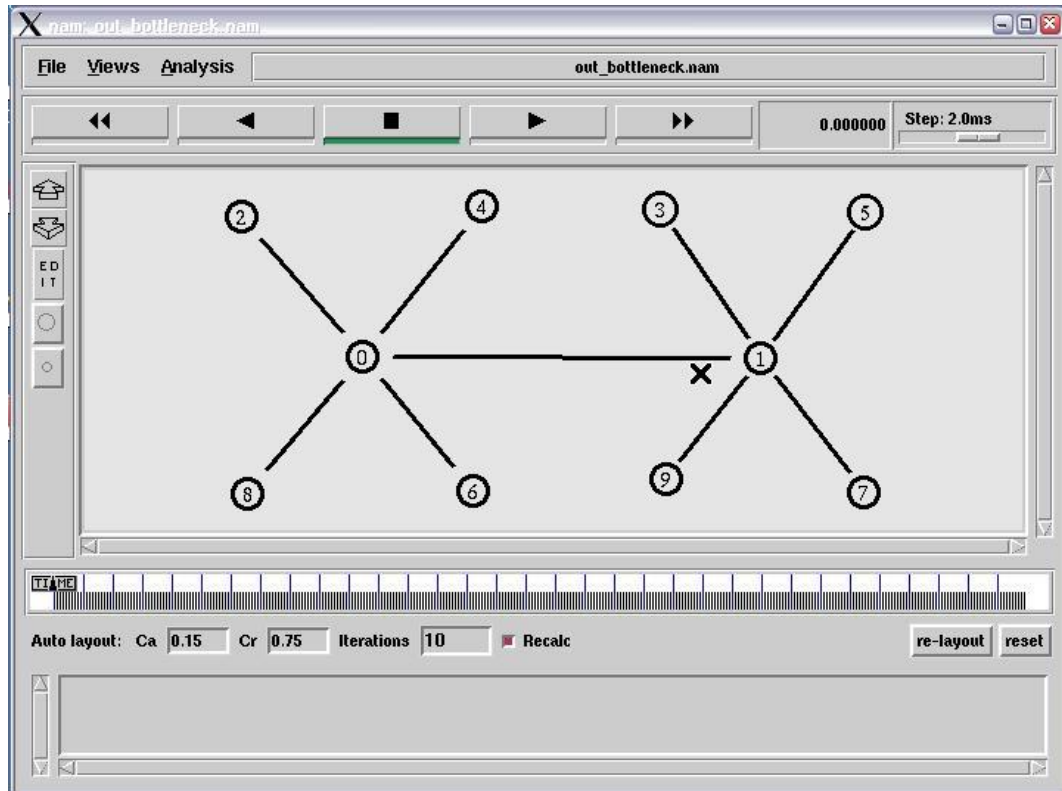 nam: out_bottleneck.nam
File Views Analysis out_bottleneck.nam
0.000000 Step: 2.0ms
E D
I T
2 4 3 5
0 1
8 6 9 7
TIME
Auto layout: Ca 0.15 Cr 0.75 Iterations 10 Recalc re-layout reset